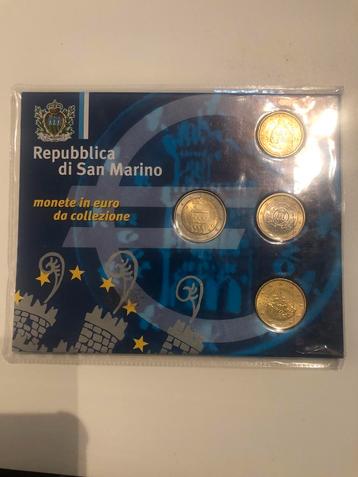 Repubblica
di San Marino
monete in euro
da collezione